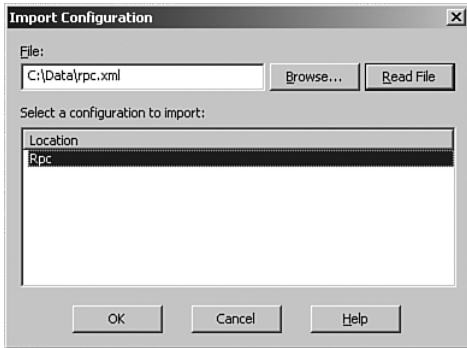 Import Configuration
File:
C:\Data\rpc.xml Browse... Read File
Select a configuration to import:
Location
Rpc
OK Cancel Help